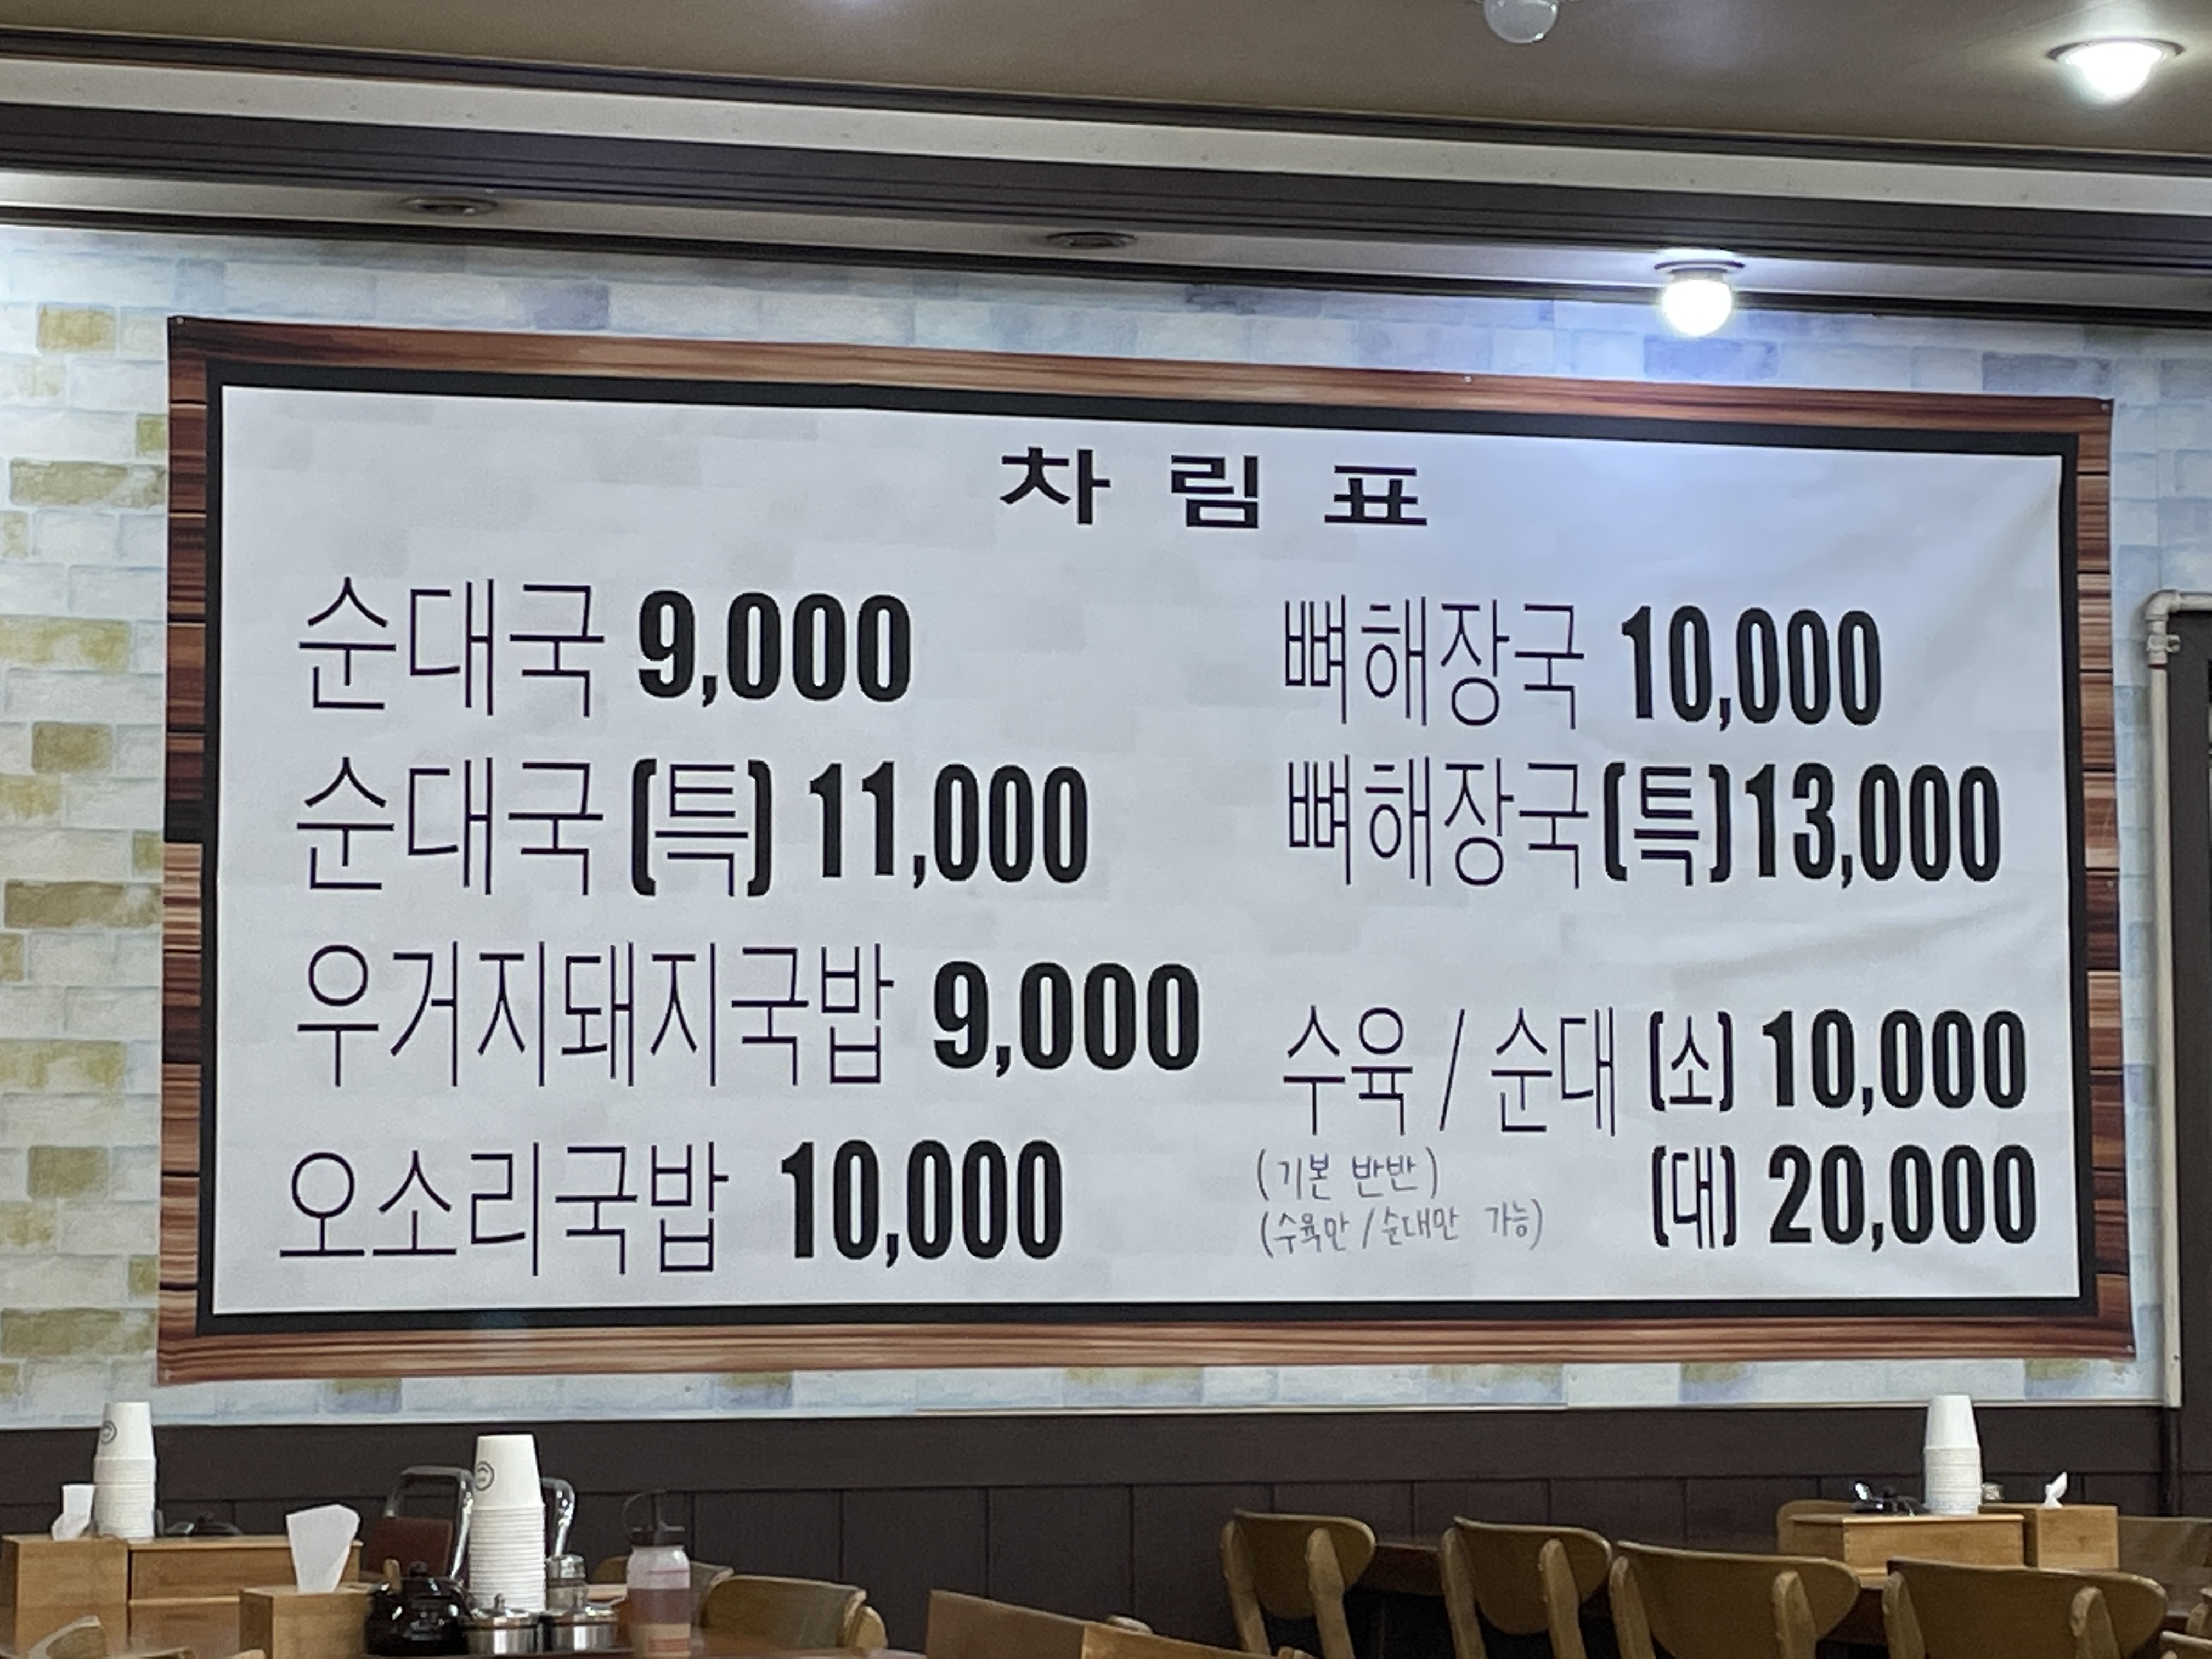 차림표
순대국 9,000
순대국(특) 11,000
우거지돼지국밥 9,000
오소리국밥 10,000
뼈해장국 10,000
뼈해장국(특)13,000
수육 / 순대 (소) 10,000
(기본 반반)
(대) 20,000
(수육만/순대만 가능)